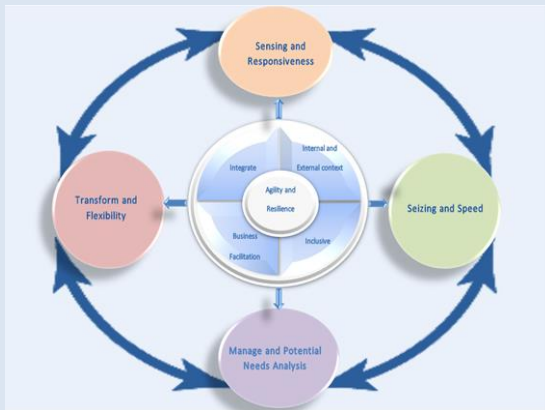 Sensing and
Responsiveness
Internal and
External context
Integrate
Agility and
Resilience
Transform and
Flexibility
Seizing and Speed
Business
Facilitation
Inclusive
Manage and Potential
Needs Analysis